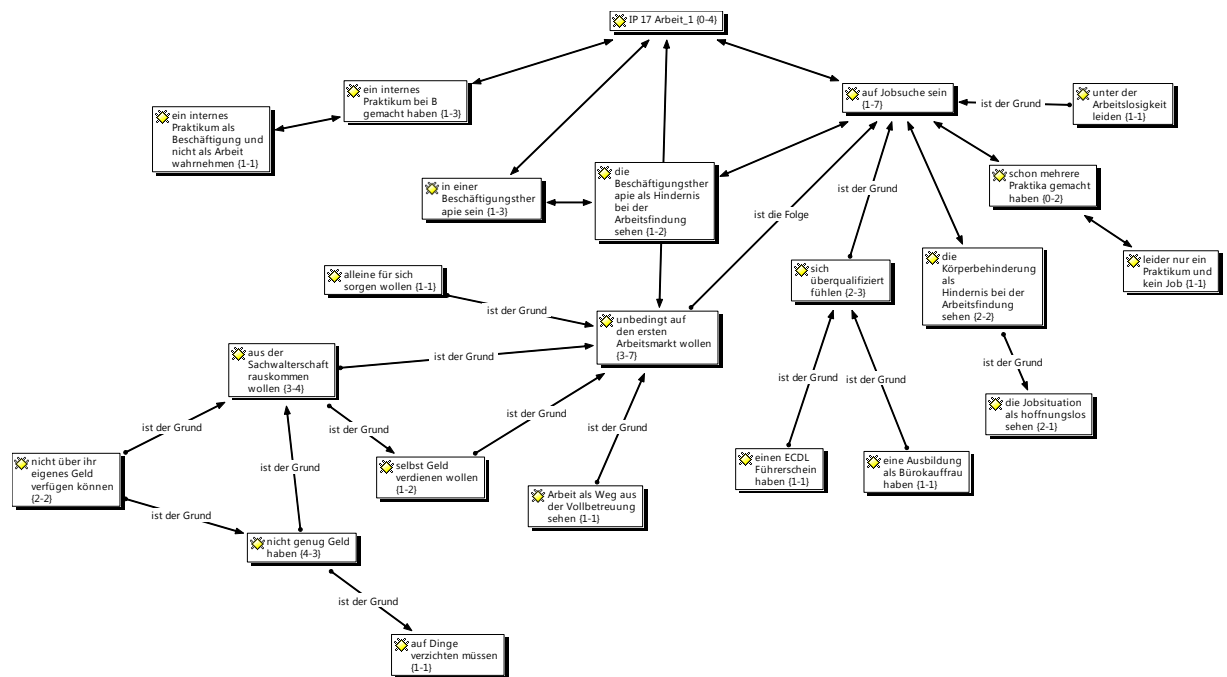 IP 17 Arbeit_1 {0-4}
ein internes
Praktikum bei B
gemacht haben {1-3}
auf Jobsuche sein
{1-7}
ist der Grund
unter der
Arbeitslosigkeit
leiden {1-1}
ein internes
Praktikum als
Beschäftigung und
nicht als Arbeit
wahrnehmen {1-1}
in einer
Beschäftigungsther
apie sein {1-3}
die
Beschäftigungsther
apie als Hindernis
bei der
Arbeitsfindung
sehen {1-2}
ist der Grund
schon mehrere
Praktika gemacht
haben {0-2}
ist die Folge
alleine für sich
sorgen wollen {1-1}
sich
überqualifiziert
fühlen {2-3}
die
Körperbehinderung
als
Hindernis bei der
Arbeitsfindung
sehen {2-2}
leider nur ein
Praktikum und
kein Job {1-1}
ist der Grund
unbedingt auf
den ersten
Arbeitsmarkt wollen
{3-7}
aus der
Sachwalterschaft
rauskommen
wollen {3-4}
ist der Grund
ist der Grund
ist der Grund
ist der Grund
die Jobsituation
als hoffnungslos
sehen {2-1}
ist der Grund
ist der Grund
ist der Grund
ist der Grund
nicht über ihr
eigenes Geld
verfügen können
{2-2}
ist der Grund
selbst Geld
verdienen wollen
{1-2}
einen ECDL
Führerschein
haben {1-1}
eine Ausbildung
als Bürokauffrau
haben {1-1}
Arbeit als Weg aus
der Vollbetreuung
sehen {1-1}
ist der Grund
nicht genug Geld
haben {4-3}
ist der Grund
auf Dinge
verzichten müssen
{1-1}